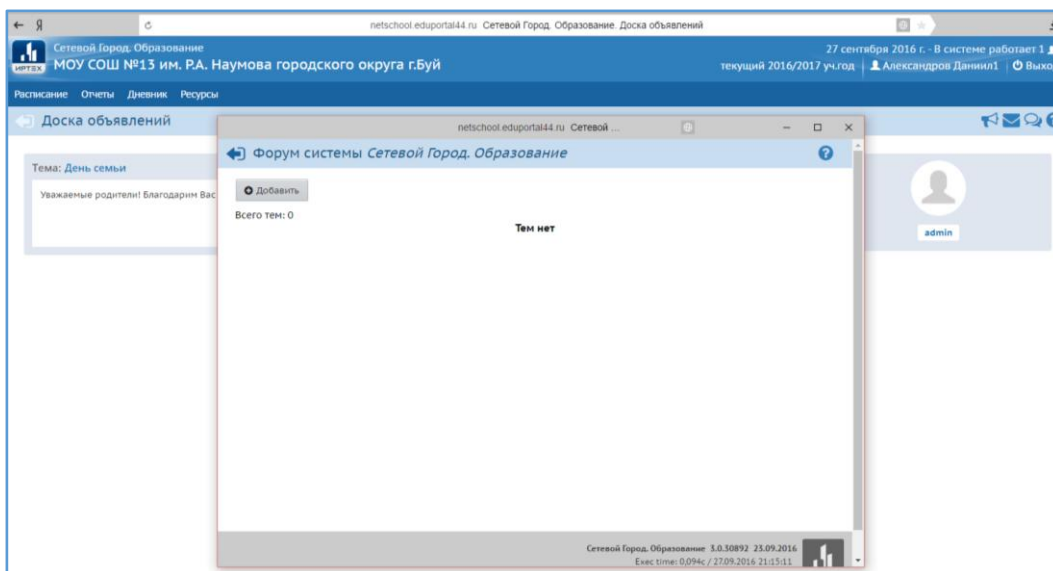 Я
netschool.eduportal44.ru Сетевой Город. Образование. Доска объявлений
Сетевой Город. Образование
27 сентября 2016 г. - В системе работает 1
ИРТЕХ
МОУ СОШ №13 им. Р.А. Наумова городского округа г.Буй
текущий 2016/2017 уч.год
Александров Даниил1
Выхо
Расписание Отчеты Дневник Ресурсы
Доска объявлений
netschool.eduportal44.ru Сетевой ...
Форум системы Сетевой Город. Образование
Тема: День семьи
Уважаемые родители! Благодарим Вас
Добавить
Всего тем: 0
Тем нет
admin
Сетевой Город. Образование 3.0.30892 23.09.2016
Exec time: 0,094с / 27.09.2016 21:15:11